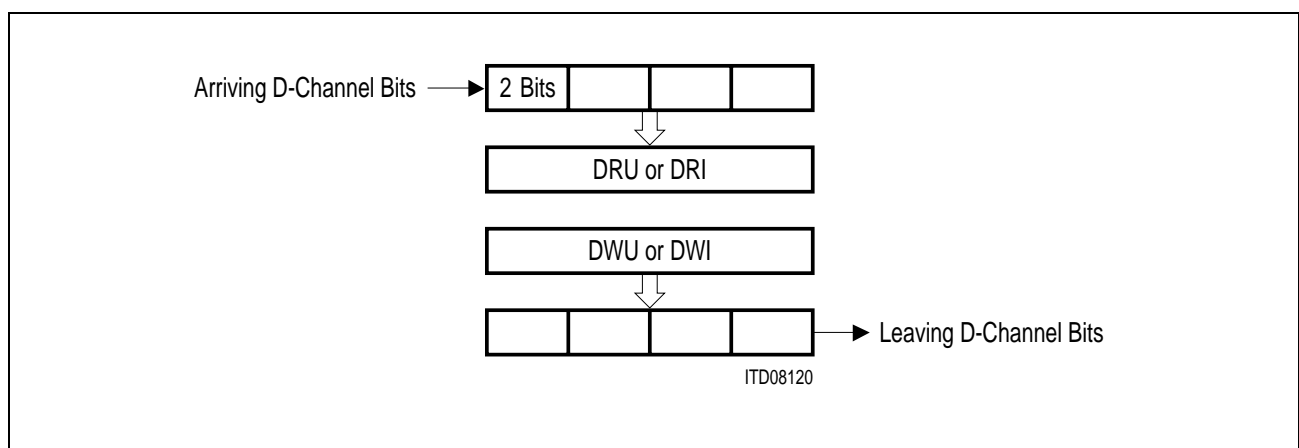 Arriving D-Channel Bits
2 Bits
DRU or DRI
DWU or DWI
Leaving D-Channel Bits
ITD08120